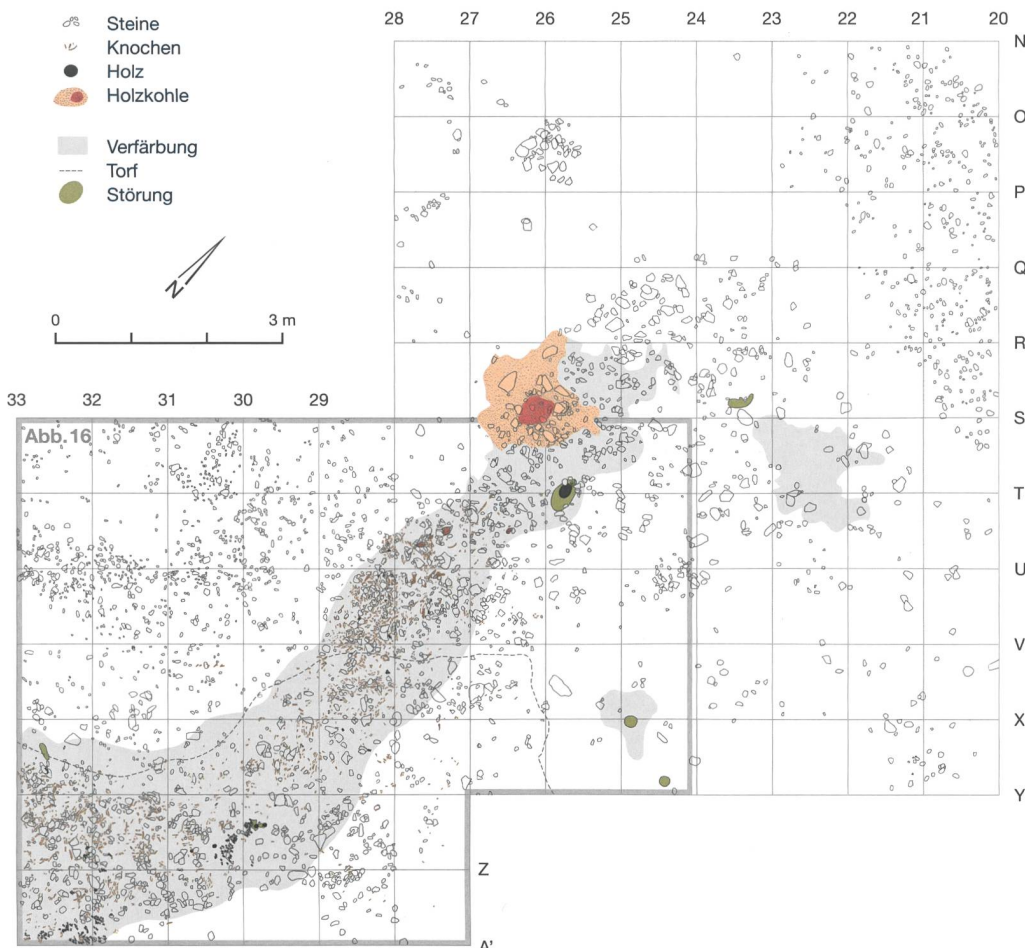 Steine
Knochen
Holz
Holzkohle
Verfärbung
Torf
Störung
N
0 3 m
28 27 26 25 24 23 22 21 20
N
O
P
Q
R
33 32 31 30 29
S
Abb.16
T
U
V
X
Y
Z
A'